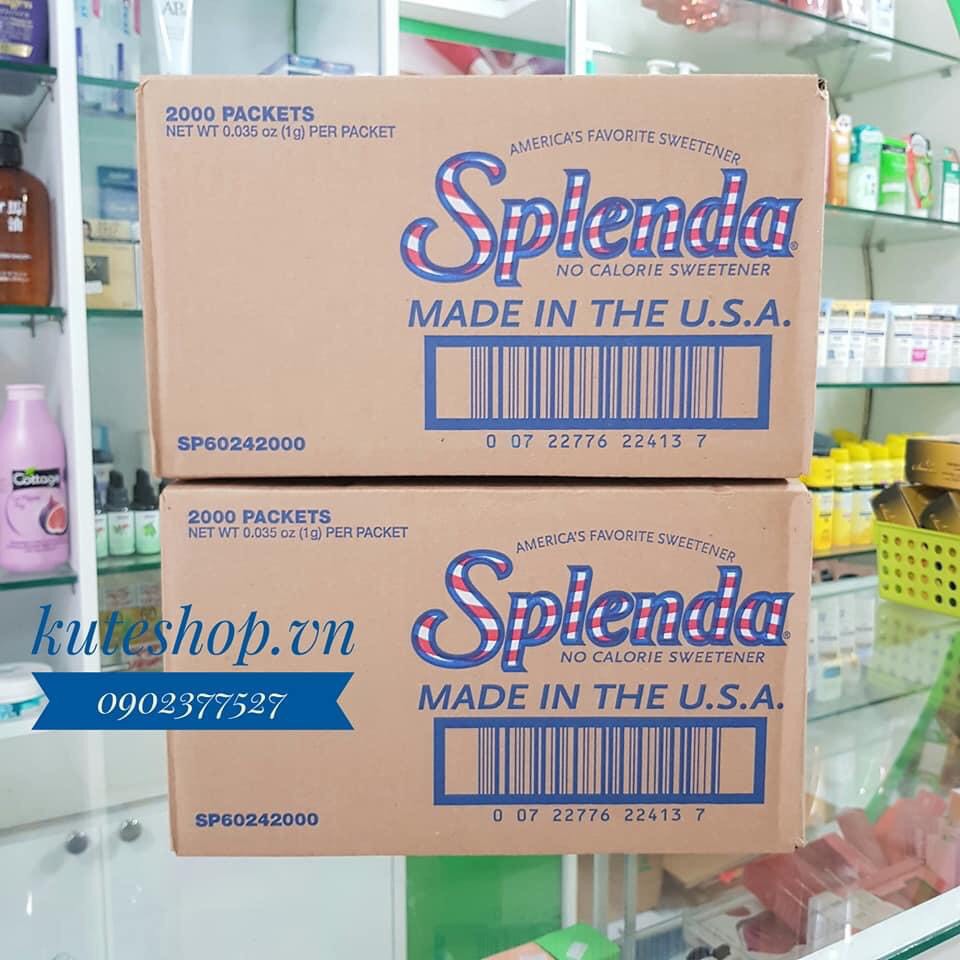 2000 PACKETS
NET WT 0.035 oz (1g) PER PACKET
AMERICA'S FAVORITE SWEETENER
Splenda®
NO CALORIE SWEETENER
MADE IN THE U.S.A.
0 07 22776 22413 7
SP60242000
2000 PACKETS
NET WT 0.035 oz (1g) PER PACKET
AMERICA'S FAVORITE SWEETENER
Splenda®
NO CALORIE SWEETENER
MADE IN THE U.S.A.
0 07 22776 22413 7
SP60242000
kuteshop.vn
0902377527
Cottage